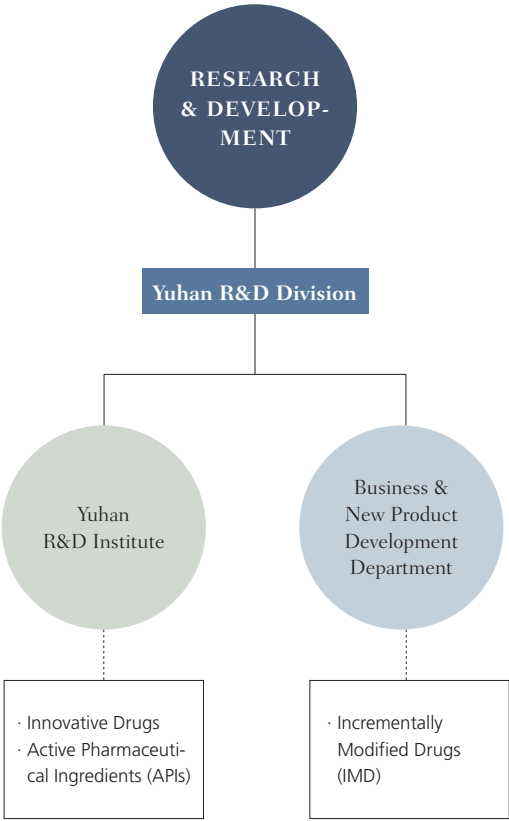 RESEARCH
& DEVELOP-
MENT
Yuhan R&D Division
Yuhan
R&D Institute
Business &
New Product
Development
Department
· Innovative Drugs
· Active Pharmaceuti-
cal Ingredients (APIs)
· Incrementally
Modified Drugs
(IMD)